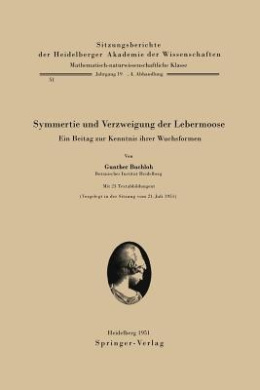 Sitzungsberichte
der Heidelberger Akademie der Wissenschaften
Mathematisch-naturwissenschaftliche Klasse
Jahrgang 19 . 4. Abhandlung
Symmertie und Verzweigung der Lebermoose
Ein Beitag zur Kenntnis ihrer Wuchsformen
Von
Gunther Buchloh
Botanisches Institut Heidelberg
Mit 21 Textabbildungen
(Vorgelegt in der Sitzung vom 21. Juli 1951)
Heidelberg 1951
Springer-Verlag